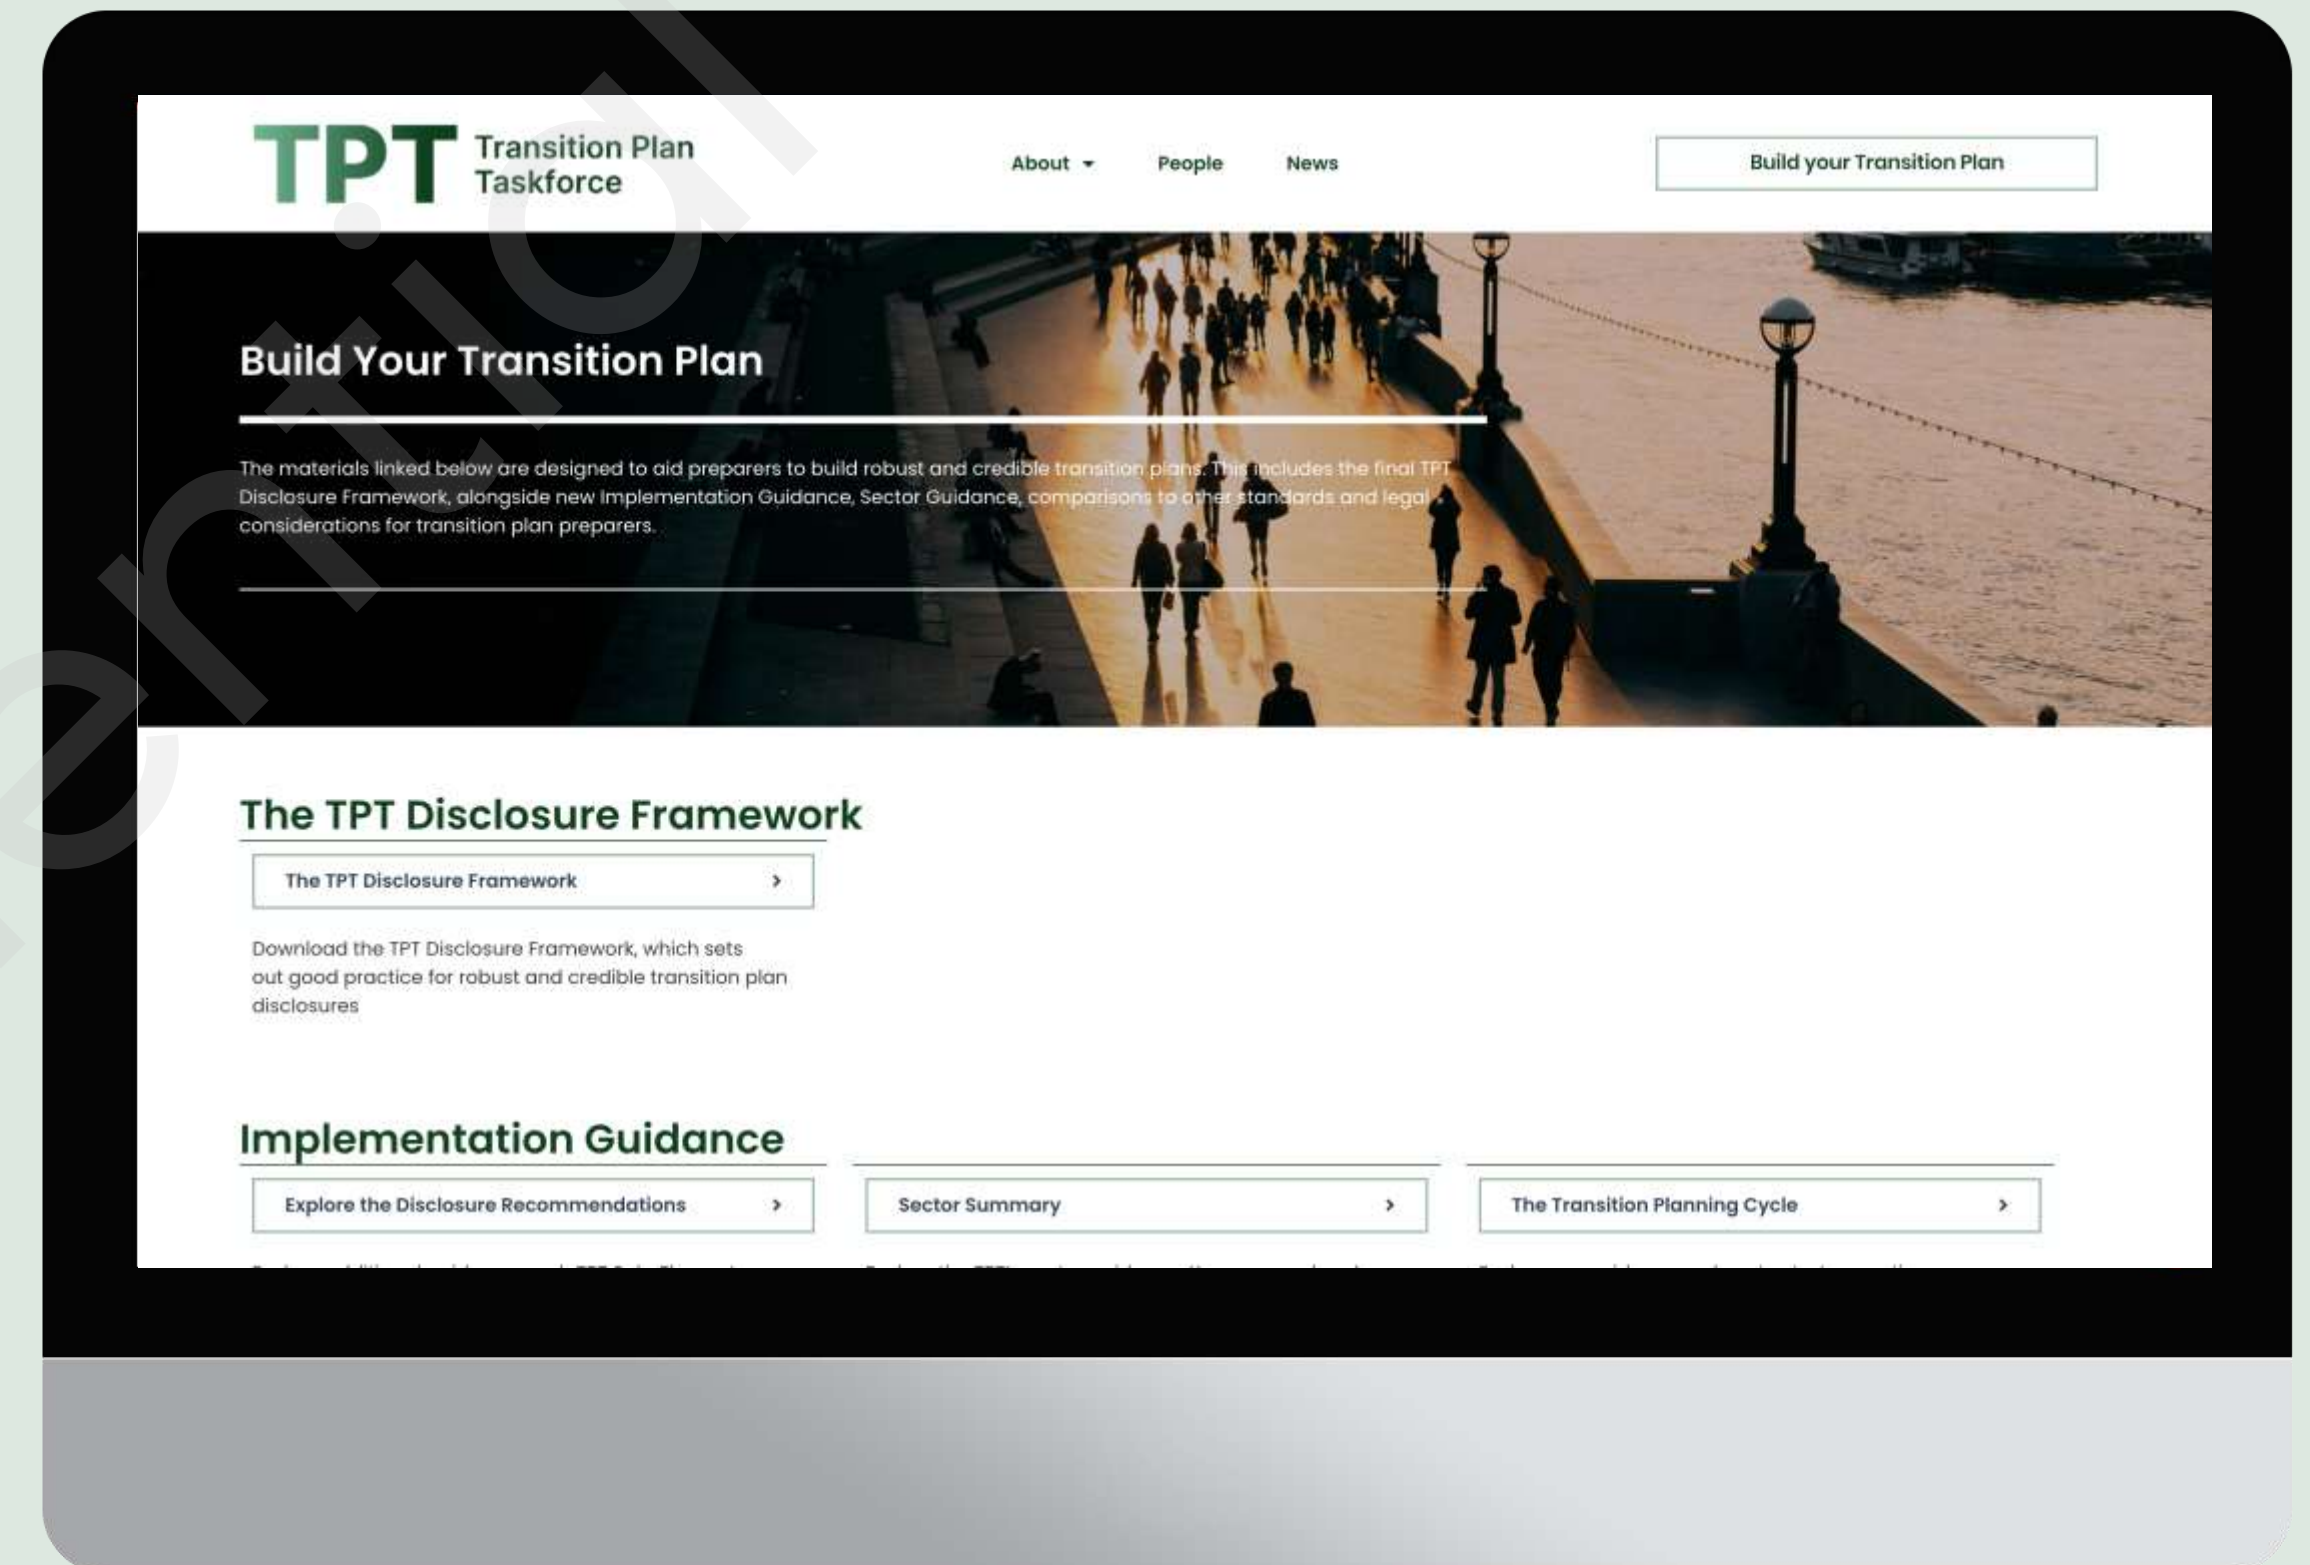 TPT
Transition Plan
Taskforce
About
People
News
Build your Transition Plan
Build Your Transition Plan
The materials linked below are designed to aid preparers to build robust and credible transition plans. This includes the final TPT
Disclosure Framework, alongside new Implementation Guidance, Sector Guidance, comparisons to other standards and legal
considerations for transition plan preparers.
The TPT Disclosure Framework
The TPT Disclosure Framework
Download the TPT Disclosure Framework, which sets
out good practice for robust and credible transition plan
disclosures
Implementation Guidance
Explore the Disclosure Recommendations
Sector Summary
The Transition Planning Cycle
ential